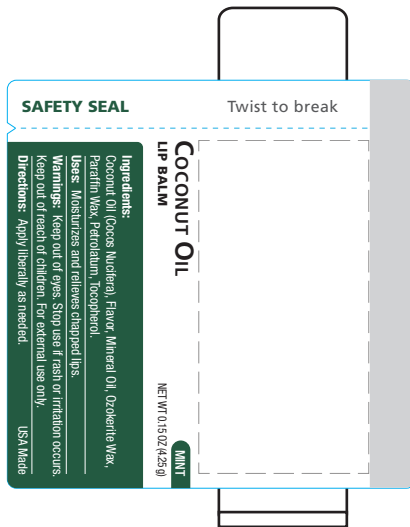 SAFETY SEAL
Twist to break
COCONUT OIL
LIP BALM
MINT
NET WT 0.15 OZ (4.25 g)
Ingredients:
Coconut Oil (Cocos Nucifera), Flavor, Mineral Oil, Ozokerite Wax,
Paraffin Wax, Petrolatum, Tocopherol.
Uses: Moisturizes and relieves chapped lips.
Warnings: Keep out of eyes. Stop use if rash or irritation occurs.
Keep out of reach of children. For external use only.
Directions: Apply liberally as needed.
USA Made